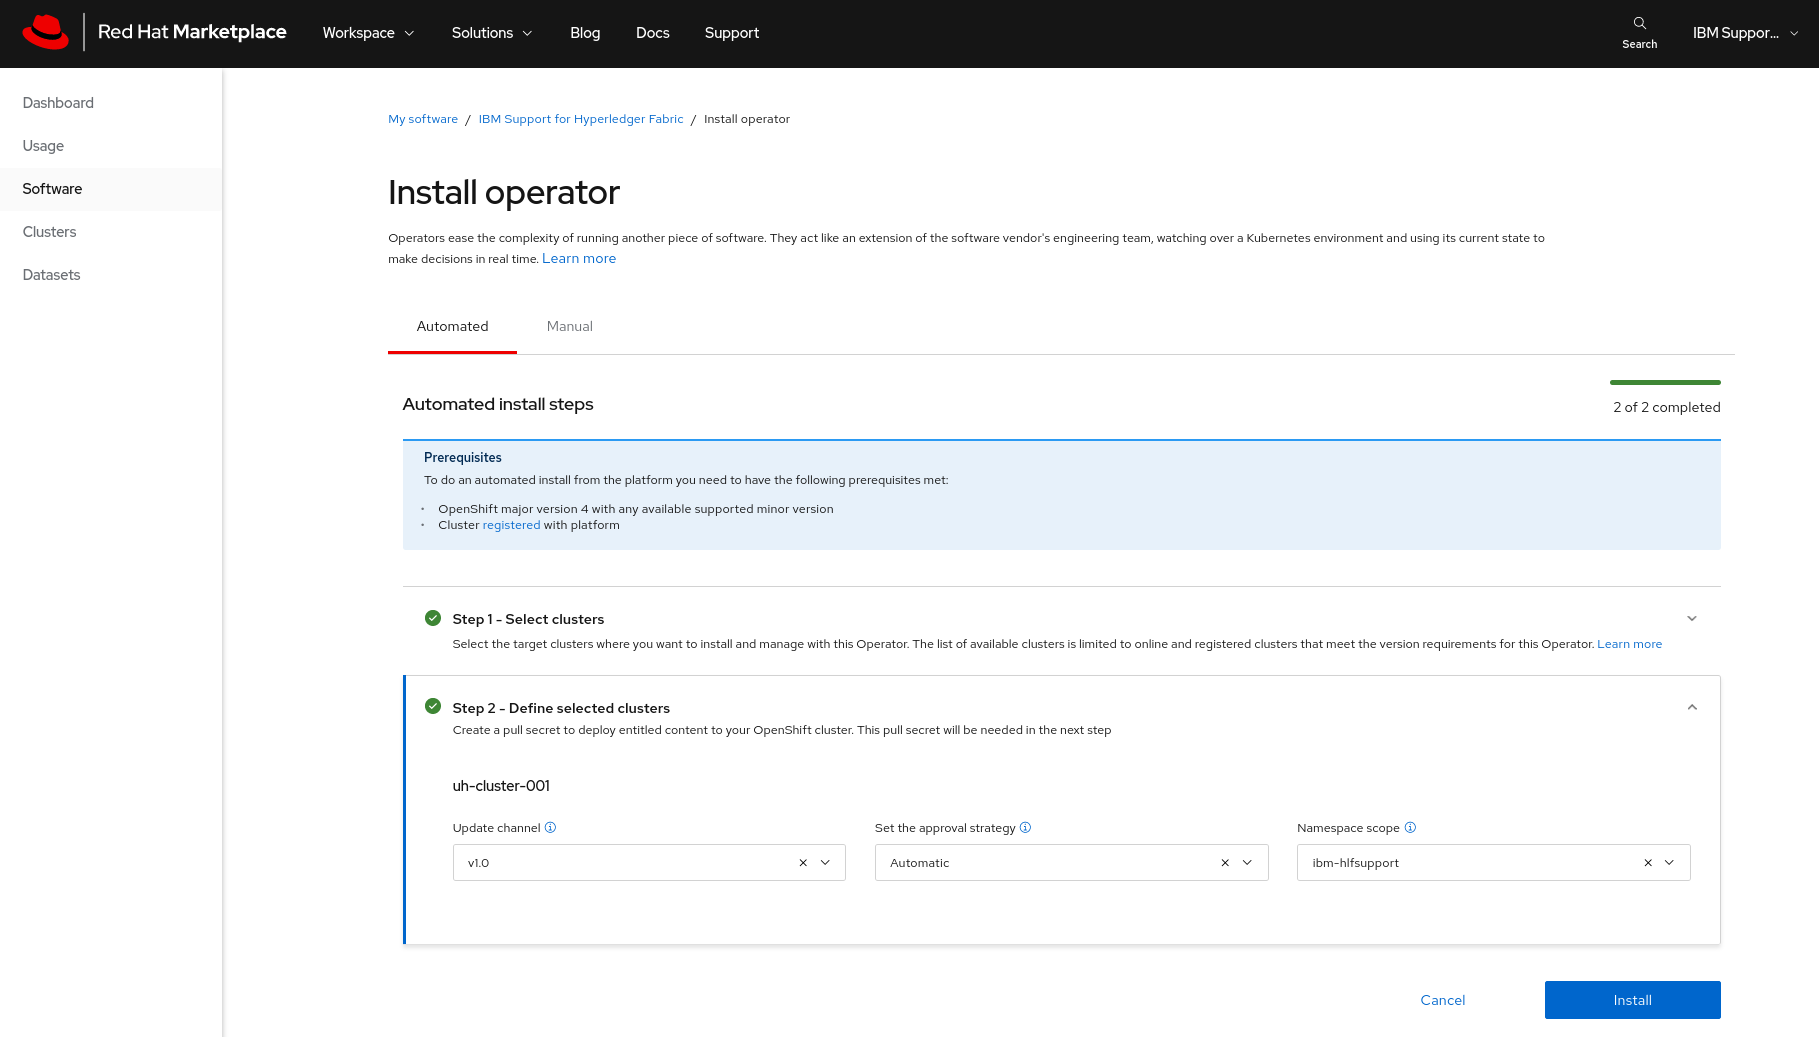 Red Hat Marketplace
Workspace
Solutions
Blog
Docs
Support
Search
IBM Suppor...
Dashboard
Usage
Software
Clusters
Datasets
My software / IBM Support for Hyperledger Fabric / Install operator
Install operator
Operators ease the complexity of running another piece of software. They act like an extension of the software vendor's engineering team, watching over a Kubernetes environment and using its current state to
make decisions in real time. Learn more
Automated
Manual
Automated install steps
2 of 2 completed
Prerequisites
To do an automated install from the platform you need to have the following prerequisites met:
• OpenShift major version 4 with any available supported minor version
• Cluster registered with platform
Step 1 - Select clusters
Select the target clusters where you want to install and manage with this Operator. The list of available clusters is limited to online and registered clusters that meet the version requirements for this Operator. Learn more
Step 2 - Define selected clusters
Create a pull secret to deploy entitled content to your OpenShift cluster. This pull secret will be needed in the next step
uh-cluster-001
Update channel
Set the approval strategy
Namespace scope
v1.0
Automatic
ibm-hlfsupport
Cancel
Install